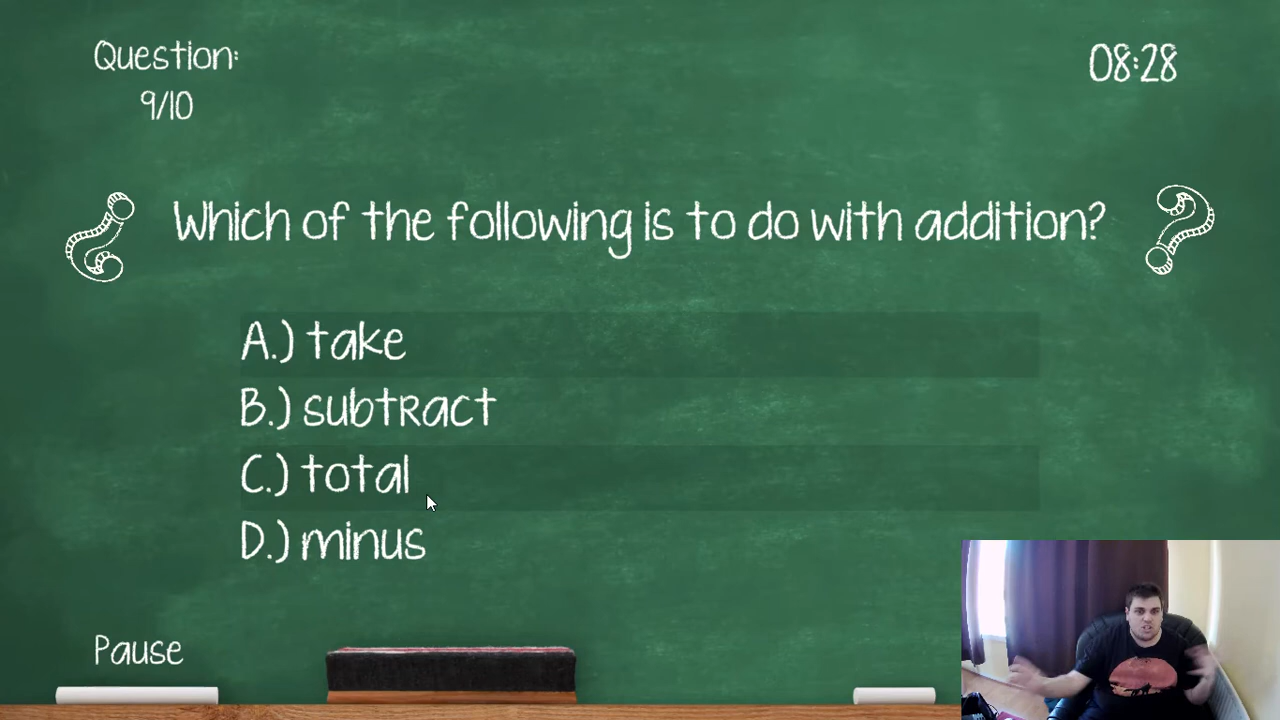 Question:
9/10
08:28
Which of the following is to do with addition?
A.) take
B.) subtract
C.) total
D.) minus
Pause